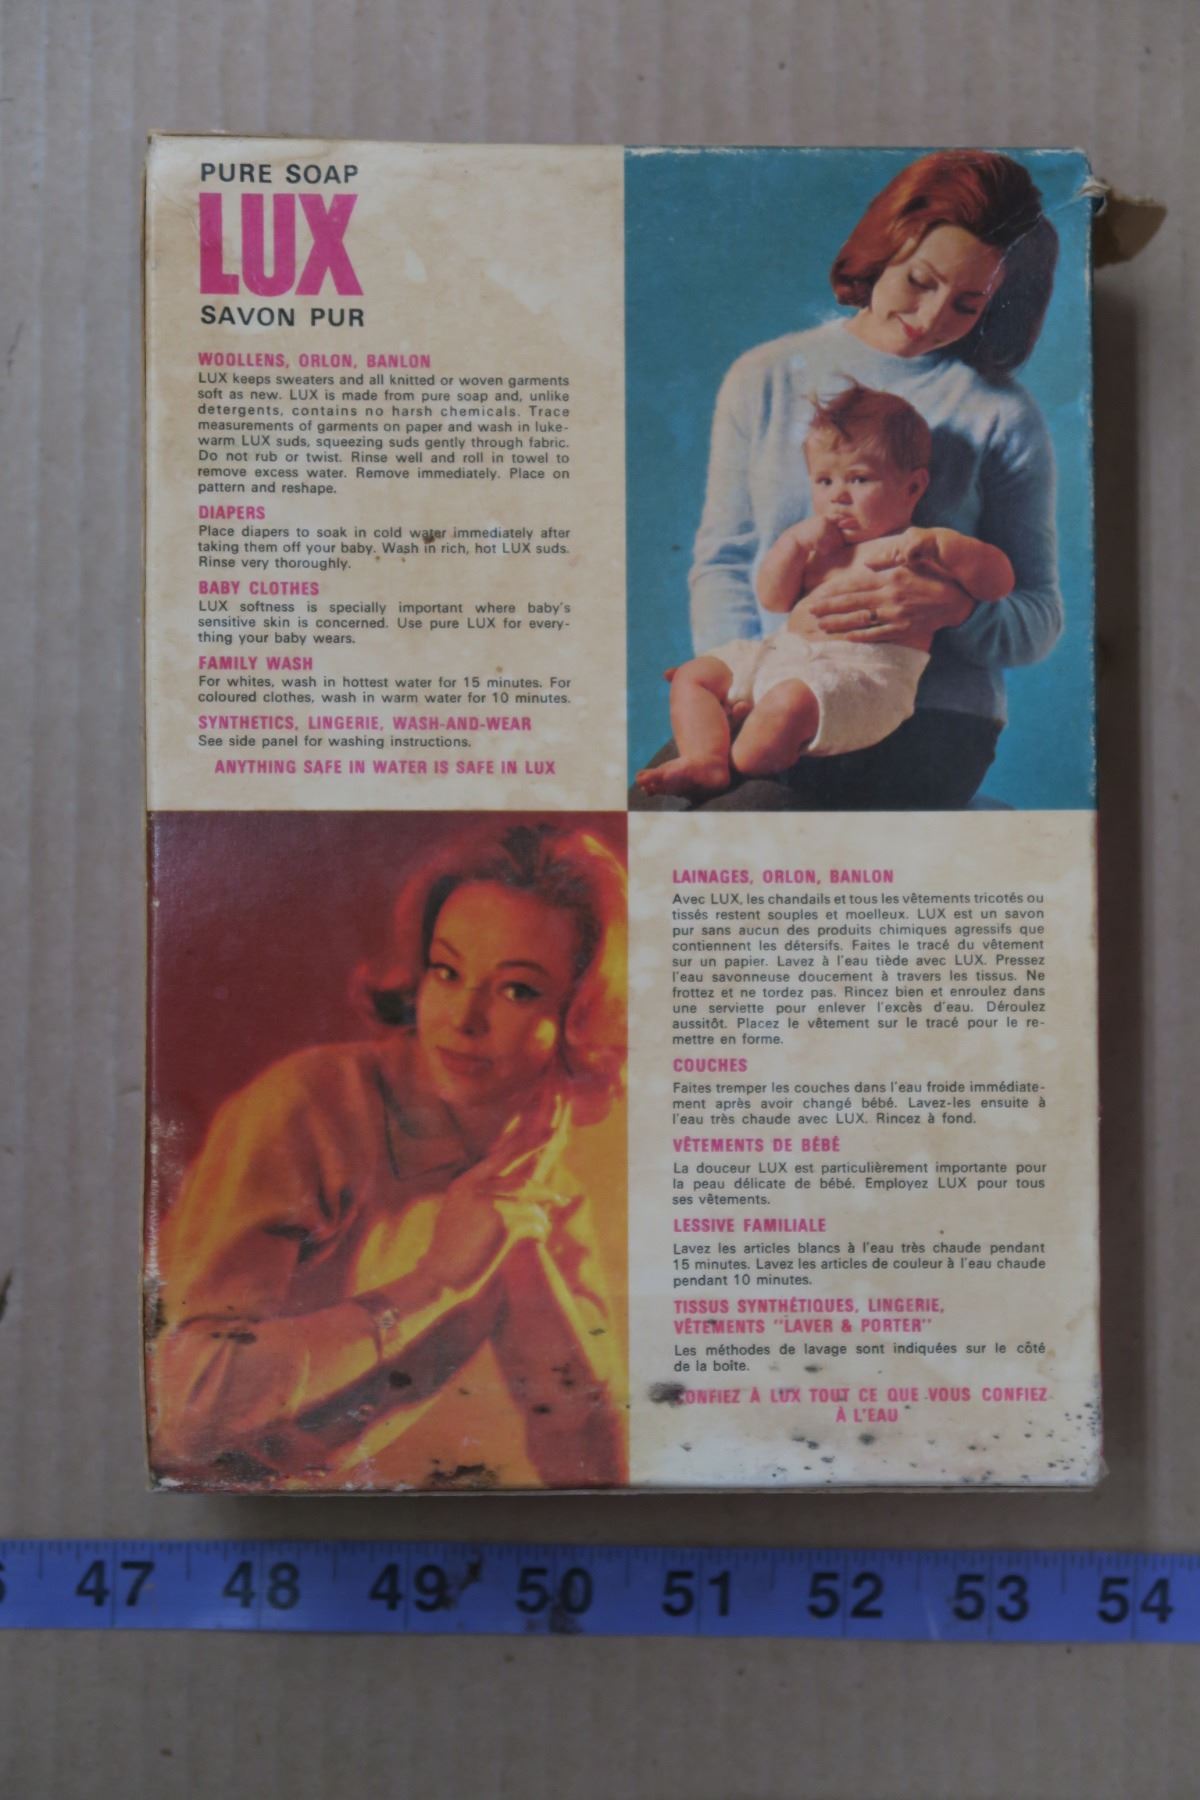 PURE SOAP
LUX
SAVON PUR
WOOLLENS, ORLON, BANLON
LUX keeps sweaters and all knitted or woven garments
soft as new. LUX is made from pure soap and, unlike
detergents, contains no harsh chemicals. Trace
measurements of garments on paper and wash in luke-
warm LUX suds, squeezing suds gently through fabric.
Do not rub or twist. Rinse well and roll in towel to
remove excess water. Remove immediately. Place on
pattern and reshape.
DIAPERS
Place diapers to soak in cold water immediately after
taking them off your baby. Wash in rich, hot LUX suds.
Rinse very thoroughly.
BABY CLOTHES
LUX softness is specially important where baby's
sensitive skin is concerned. Use pure LUX for every-
thing your baby wears.
FAMILY WASH
For whites, wash in hottest water for 15 minutes. For
coloured clothes, wash in warm water for 10 minutes.
SYNTHETICS, LINGERIE, WASH-AND-WEAR
See side panel for washing instructions.
ANYTHING SAFE IN WATER IS SAFE IN LUX
LAINAGES, ORLON, BANLON
Avec LUX, les chandails et tous les vêtements tricotés ou
tissés restent souples et moelleux. LUX est un savon
pur sans aucun des produits chimiques agressifs que
contiennent les détersifs. Faites le tracé du vêtement
sur un papier. Lavez à l'eau tiède avec LUX. Pressez
l'eau savonneuse doucement à travers les tissus. Ne
frottez et ne tordez pas. Rincez bien et enroulez dans
une serviette pour enlever l'excès d'eau. Déroulez
aussitôt. Placez le vêtement sur le tracé pour le re-
mettre en forme.
COUCHES
Faites tremper les couches dans l'eau froide immédiate-
ment après avoir changé bébé. Lavez-les ensuite à
l'eau très chaude avec LUX. Rincez à fond.
VÊTEMENTS DE BÉBÉ
La douceur LUX est particulièrement importante pour
la peau délicate de bébé. Employez LUX pour tous
ses vêtements.
LESSIVE FAMILIALE
Lavez les articles blancs à l'eau très chaude pendant
15 minutes. Lavez les articles de couleur à l'eau chaude
pendant 10 minutes.
TISSUS SYNTHÉTIQUES, LINGERIE,
VÊTEMENTS "LAVER & PORTER"
Les méthodes de lavage sont indiquées sur le côté
de la boîte.
CONFIEZ À LUX TOUT CE QUE VOUS CONFIEZ
À L'EAU
47 48 49 50 51 52 53 54